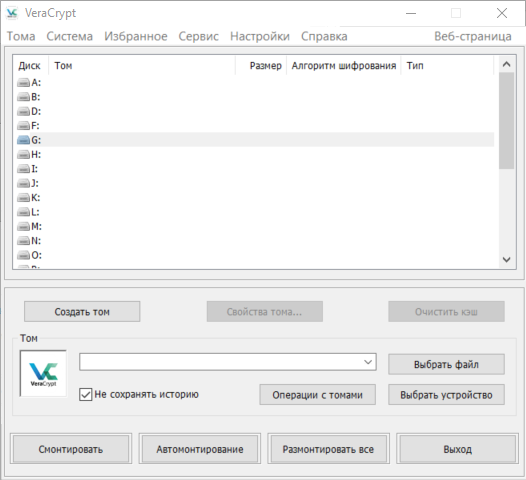 VeraCrypt
Тома Система Избранное Сервис Настройки Справка Веб-страница
Диск Том Размер Алгоритм шифрования Тип
A:
B:
D:
F:
G:
H:
I:
J:
K:
L:
M:
N:
O:
Создать том Свойства тома... Очистить кэш
Том
VeraCrypt
Выбрать файл
Не сохранять историю Операции с томами Выбрать устройство
Смонтировать Автомонтирование Размонтировать все Выход